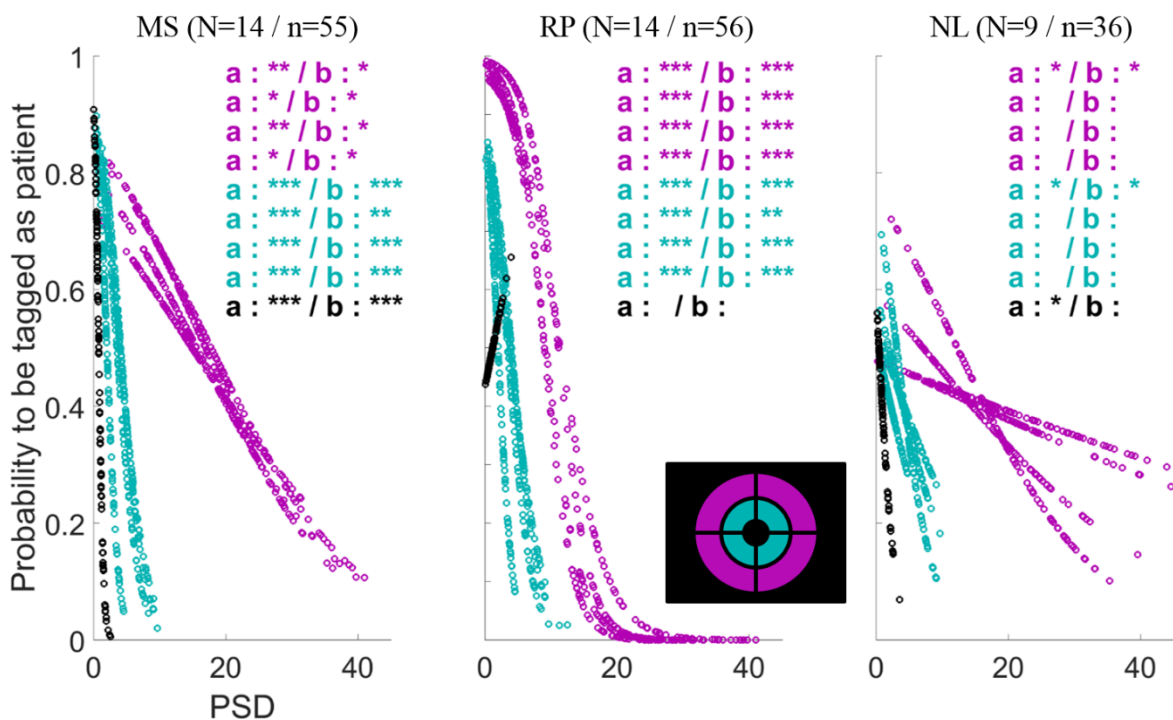 MS (N=14 / n=55)
RP (N=14 / n=56)
NL (N=9 / n=36)
Probability to be tagged as patient
1
0.8
0.6
0.4
0.2
0
a : ** / b : *
a : * / b : *
a : ** / b : *
a : * / b : *
a : *** / b : ***
a : *** / b : **
a : *** / b : ***
a : *** / b : ***
a : *** / b : ***
a : *** / b : ***
a : *** / b : ***
a : *** / b : ***
a : *** / b : ***
a : *** / b : ***
a : *** / b : **
a : *** / b : ***
a : *** / b : ***
a : / b :
a : * / b : *
a : / b :
a : / b :
a : / b :
a : * / b : *
a : / b :
a : / b :
a : / b :
a : * / b :
0 20 40
0 20 40
0 20 40
PSD